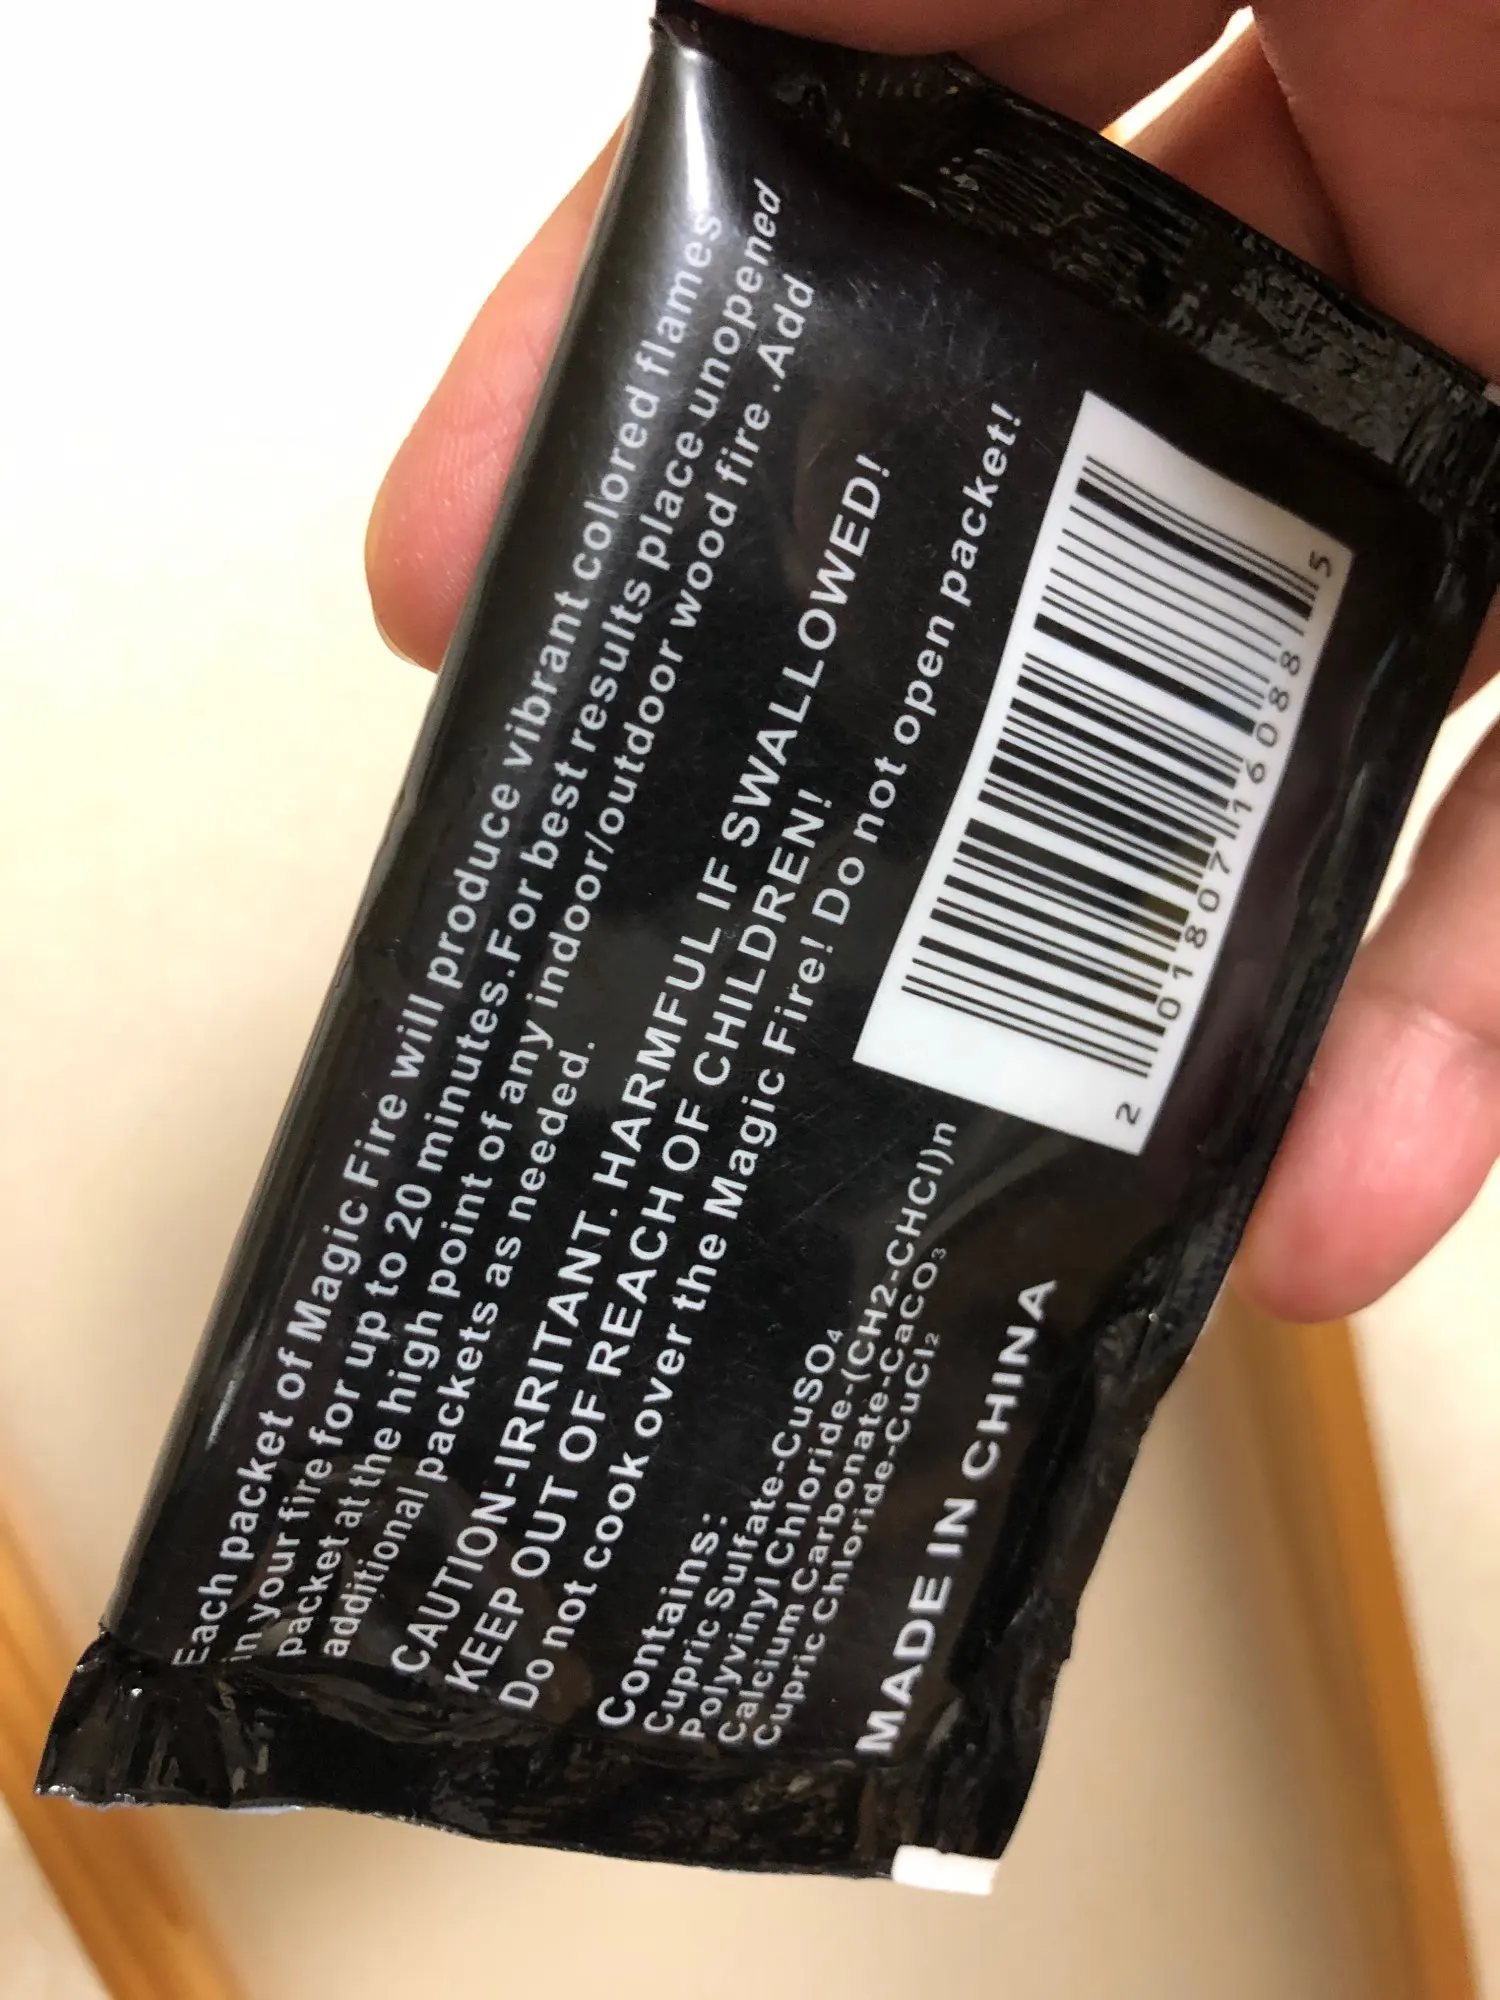 Each packet of Magic Fire will produce vibrant colored flames
in your fire for up to 20 minutes.For best results place unopened
packet at the high point of any indoor/outdoor wood fire .Add
additional packets as needed.
CAUTION-IRRITANT. HARMFUL IF SWALLOWED!
KEEP OUT OF REACH OF CHILDREN!
Do not cook over the Magic Fire! Do not open packet!
Contains:
Cupric Sulfate-CuSO₄
Polyvinyl Chloride-(CH2-CHCl)n
Calcium Carbonate-CaCO₃
Cupric Chloride-CuCl₂
MADE IN CHINA
2 01807 16088 5